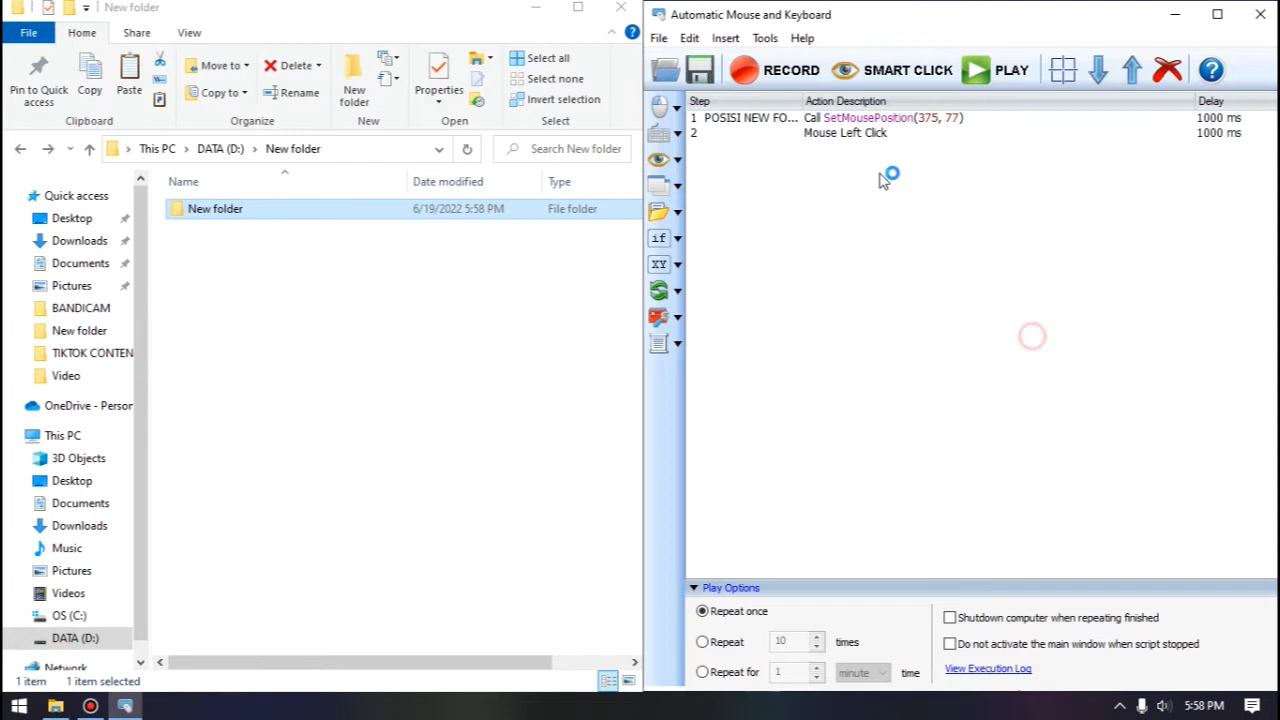 New folder
File Home Share View
Pin to Quick access
Copy
Paste
Clipboard
Move to
Copy to
Delete
Rename
Organize
New folder
New
Properties
Open
Select all
Select none
Invert selection
Select
This PC > DATA (D:) > New folder
Search New folder
Name Date modified Type
New folder 6/19/2022 5:58 PM File folder
Quick access
Desktop
Downloads
Documents
Pictures
BANDICAM
New folder
TIKTOK CONTEN
Video
OneDrive - Person
This PC
3D Objects
Desktop
Documents
Downloads
Music
Pictures
Videos
OS (C:)
DATA (D:)
Network
1 item 1 item selected
Automatic Mouse and Keyboard
File Edit Insert Tools Help
RECORD SMART CLICK PLAY
Step Action Description Delay
1 POSISI NEW FO... Call SetMousePosition(375, 77) 1000 ms
2 Mouse Left Click 1000 ms
if
XY
Play Options
Repeat once
Repeat 10 times
Repeat for 1 minute time
Shutdown computer when repeating finished
Do not activate the main window when script stopped
View Execution Log
5:58 PM